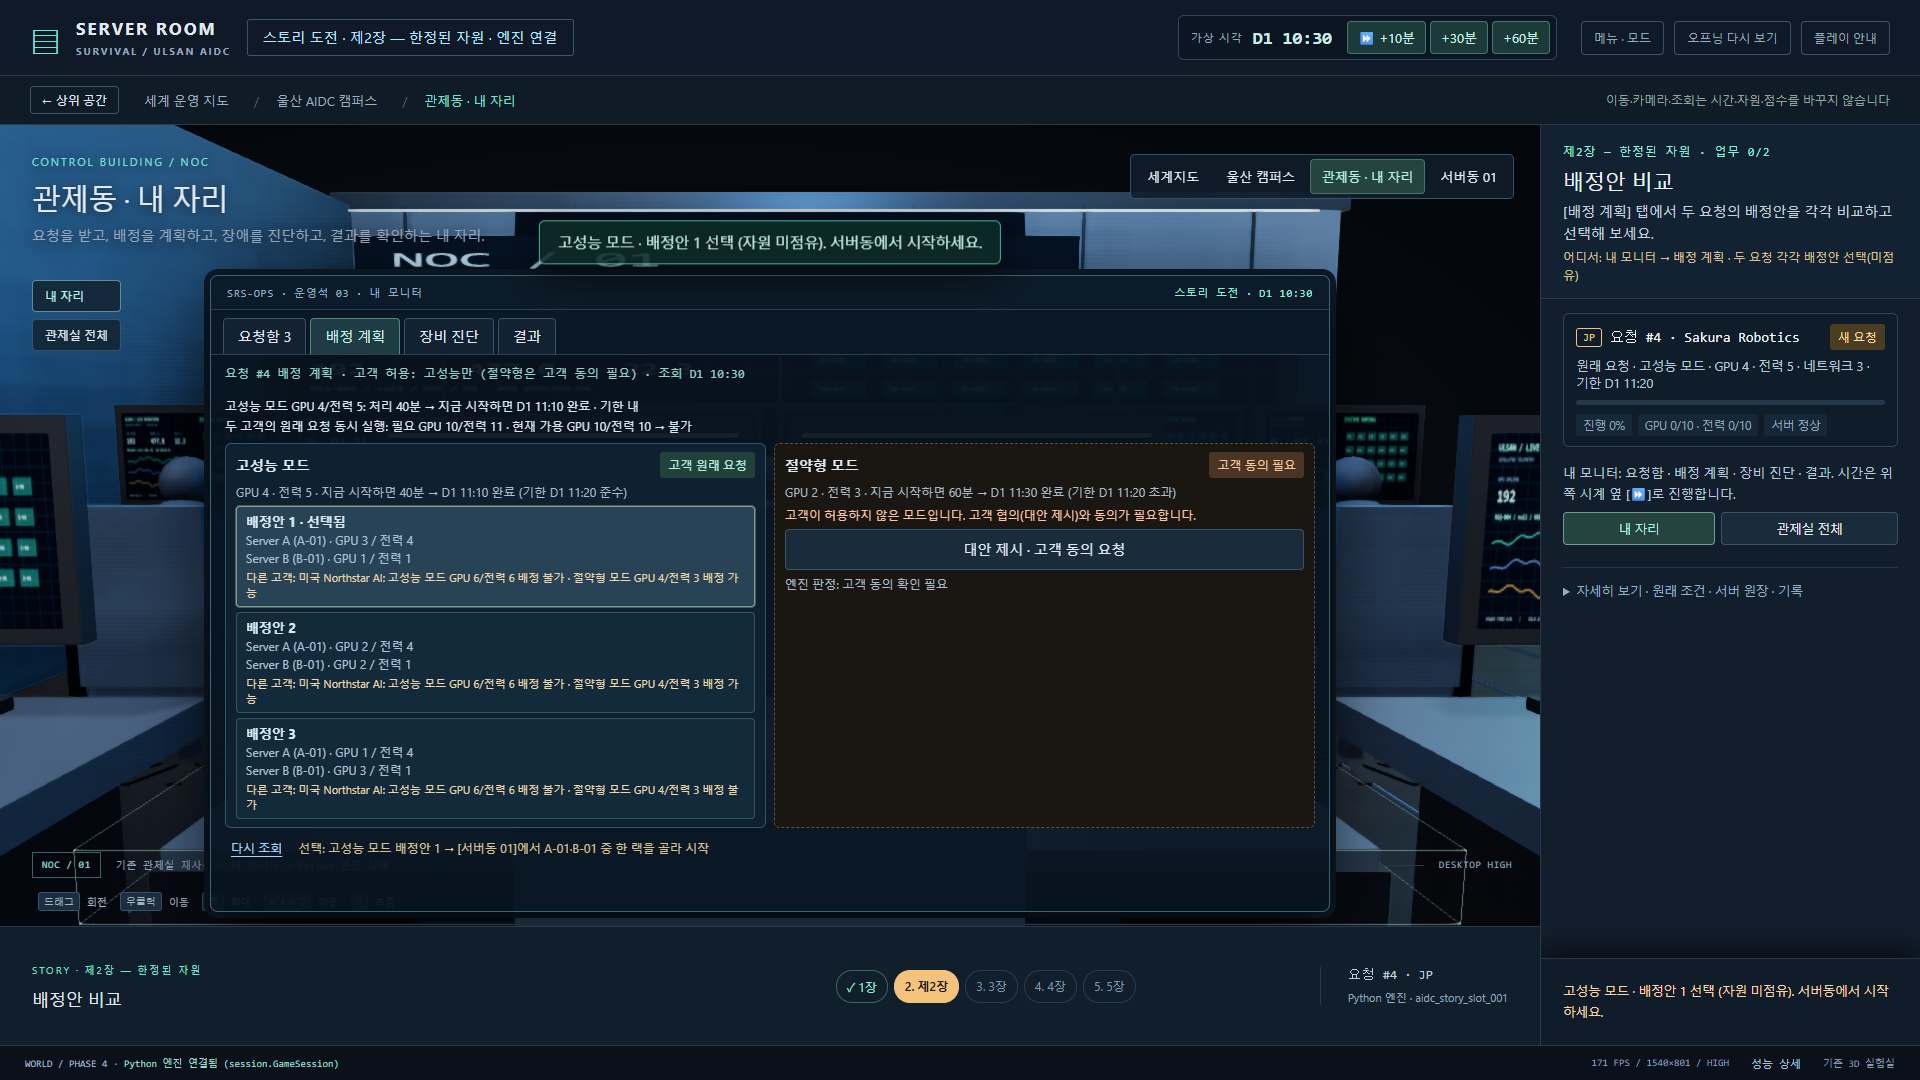 SERVER ROOM
SURVIVAL / ULSAN AIDC
스토리 도전 · 제2장 — 한정된 자원 · 엔진 연결
가상 시각 D1 10:30 ⏩ +10분 +30분 +60분
메뉴 · 모드
오프닝 다시 보기
플레이 안내
← 상위 공간
세계 운영 지도 / 울산 AIDC 캠퍼스 / 관제동 · 내 자리
이동·카메라·조회는 시간·자원·점수를 바꾸지 않습니다
CONTROL BUILDING / NOC
관제동 · 내 자리
요청을 받고, 배정을 계획하고, 장애를 진단하고, 결과를 확인하는 내 자리.
내 자리
관제실 전체
세계지도 울산 캠퍼스 관제동 · 내 자리 서버동 01
고성능 모드 · 배정안 1 선택 (자원 미점유). 서버동에서 시작하세요.
NOC / 01
SRS-OPS · 운영석 03 · 내 모니터
스토리 도전 · D1 10:30
요청함 3 배정 계획 장비 진단 결과
요청 #4 배정 계획 · 고객 허용: 고성능만 (절약형은 고객 동의 필요) · 조회 D1 10:30
고성능 모드 GPU 4/전력 5: 처리 40분 → 지금 시작하면 D1 11:10 완료 · 기한 내
두 고객의 원래 요청 동시 실행: 필요 GPU 10/전력 11 · 현재 가용 GPU 10/전력 10 → 불가
고성능 모드
고객 원래 요청
GPU 4 · 전력 5 · 지금 시작하면 40분 → D1 11:10 완료 (기한 D1 11:20 준수)
배정안 1 · 선택됨
Server A (A-01) · GPU 3 / 전력 4
Server B (B-01) · GPU 1 / 전력 1
다른 고객: 미국 Northstar AI: 고성능 모드 GPU 6/전력 6 배정 불가 · 절약형 모드 GPU 4/전력 3 배정 가
능
배정안 2
Server A (A-01) · GPU 2 / 전력 4
Server B (B-01) · GPU 2 / 전력 1
다른 고객: 미국 Northstar AI: 고성능 모드 GPU 6/전력 6 배정 불가 · 절약형 모드 GPU 4/전력 3 배정 가
능
배정안 3
Server A (A-01) · GPU 1 / 전력 4
Server B (B-01) · GPU 3 / 전력 1
다른 고객: 미국 Northstar AI: 고성능 모드 GPU 6/전력 6 배정 불가 · 절약형 모드 GPU 4/전력 3 배정 불
가
절약형 모드
고객 동의 필요
GPU 2 · 전력 3 · 지금 시작하면 60분 → D1 11:30 완료 (기한 D1 11:20 초과)
고객이 허용하지 않은 모드입니다. 고객 협의(대안 제시)와 동의가 필요합니다.
대안 제시 · 고객 동의 요청
엔진 판정: 고객 동의 확인 필요
다시 조회
선택: 고성능 모드 배정안 1 → [서버동 01]에서 A-01·B-01 중 한 랙을 골라 시작
NOC / 01
기존 관제실 재사
DESKTOP HIGH
드래그 회전 우클릭 이동
ULSAN / LIVE
192
제2장 — 한정된 자원 · 업무 0/2
배정안 비교
[배정 계획] 탭에서 두 요청의 배정안을 각각 비교하고
선택해 보세요.
어디서: 내 모니터 → 배정 계획 · 두 요청 각각 배정안 선택(미점
유)
JP 요청 #4 · Sakura Robotics 새 요청
원래 요청 · 고성능 모드 · GPU 4 · 전력 5 · 네트워크 3 ·
기한 D1 11:20
진행 0% GPU 0/10 · 전력 0/10 서버 정상
내 모니터: 요청함 · 배정 계획 · 장비 진단 · 결과. 시간은 위
쪽 시계 옆 [⏩]로 진행합니다.
내 자리
관제실 전체
▶ 자세히 보기 · 원래 조건 · 서버 원장 · 기록
고성능 모드 · 배정안 1 선택 (자원 미점유). 서버동에서 시작
하세요.
STORY · 제2장 — 한정된 자원
배정안 비교
✓ 1장 2. 제2장 3. 3장 4. 4장 5. 5장
요청 #4 · JP
Python 엔진 · aidc_story_slot_001
WORLD / PHASE 4 · Python 엔진 연결됨 (session.GameSession)
171 FPS / 1540×801 / HIGH
성능 상세
기존 3D 실험실